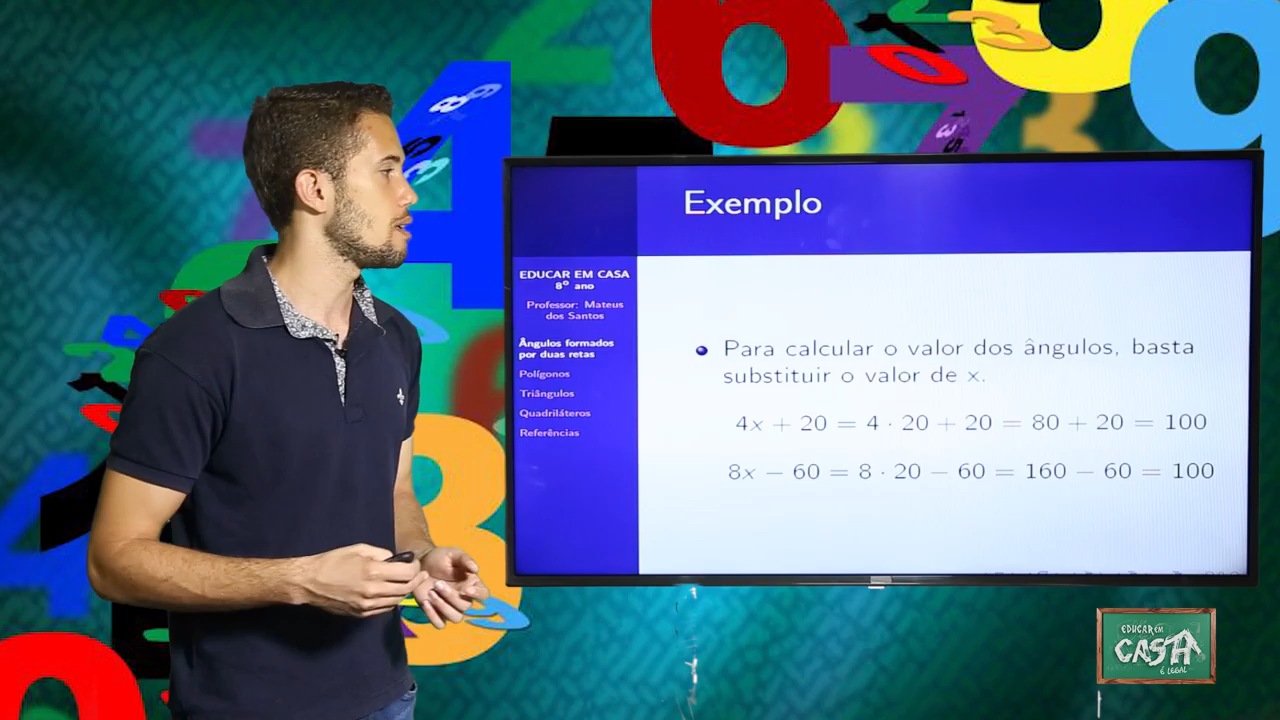 Exemplo
EDUCAR EM CASA
8º ano
Professor: Mateus
dos Santos
Ângulos formados
por duas retas
Polígonos
Triângulos
Quadriláteros
Referências
Para calcular o valor dos ângulos, basta
substituir o valor de x.
4x + 20 = 4 · 20 + 20 = 80 + 20 = 100
8x − 60 = 8 · 20 − 60 = 160 − 60 = 100
EDUCAR EM
CASA
É LEGAL